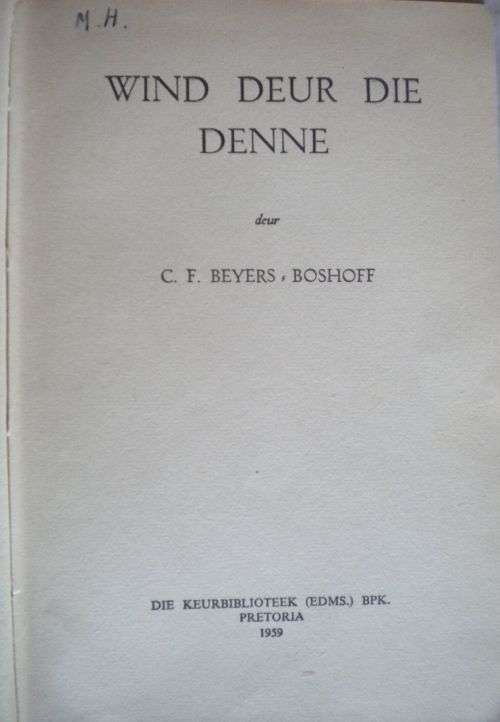 M.H.
WIND DEUR DIE
DENNE
deur
C. F. BEYERS-BOSHOFF
DIE KEURBIBLIOTEEK (EDMS.) BPK.
PRETORIA
1959